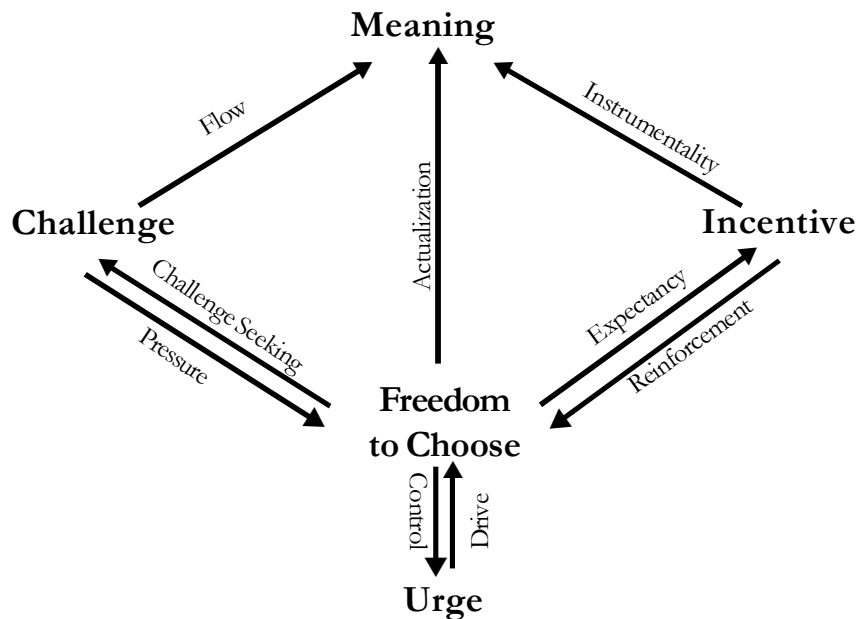 Meaning
Flow
Instrumentality
Actualization
Challenge
Incentive
Challenge Seeking
Pressure
Expectancy
Reinforcement
Freedom
to Choose
Control
Drive
Urge